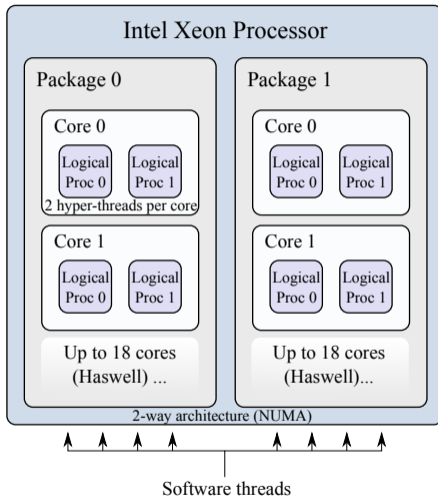 Intel Xeon Processor
Package 0
Core 0
Logical
Proc 0
Logical
Proc 1
2 hyper-threads per core
Core 1
Logical
Proc 0
Logical
Proc 1
Up to 18 cores
(Haswell) ...
Package 1
Core 0
Logical
Proc 0
Logical
Proc 1
Core 1
Logical
Proc 0
Logical
Proc 1
Up to 18 cores
(Haswell)...
2-way architecture (NUMA)
Software threads